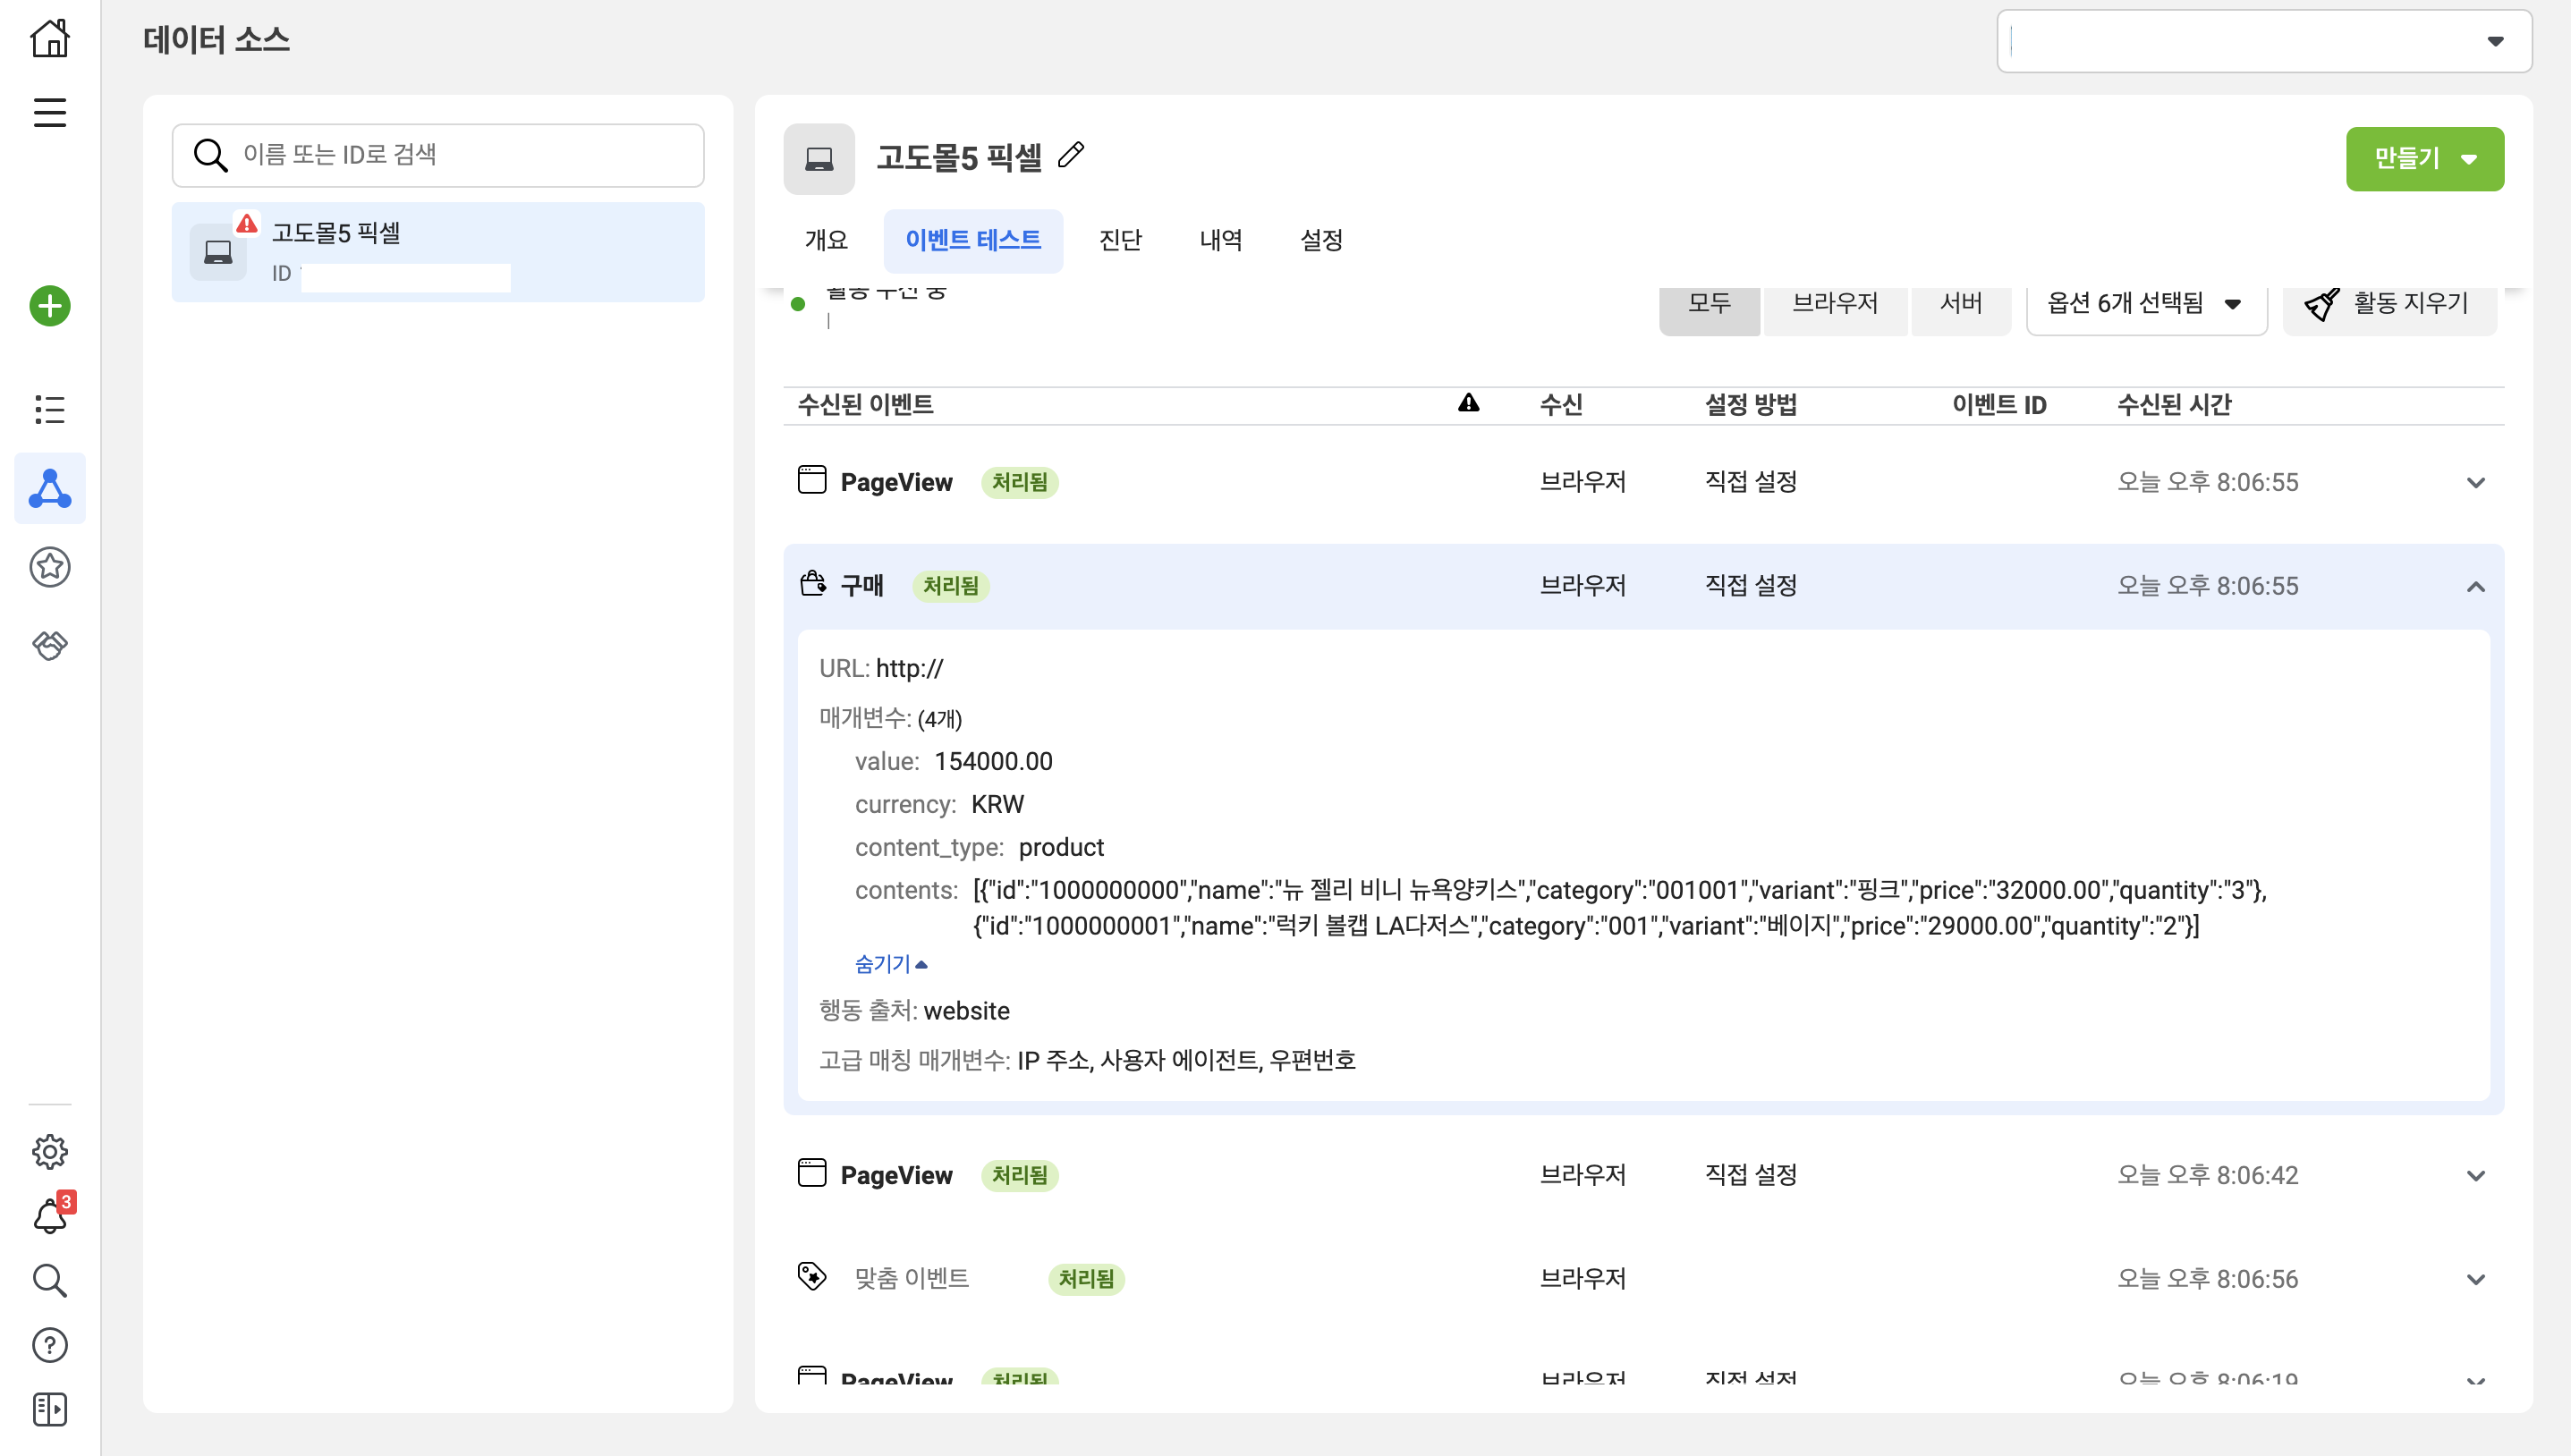 데이터 소스
이름 또는 ID로 검색
고도몰5 픽셀
ID
고도몰5 픽셀
만들기
개요 이벤트 테스트 진단 내역 설정
활동 수신 중
모두 브라우저 서버 옵션 6개 선택됨 활동 지우기
수신된 이벤트 수신 설정 방법 이벤트 ID 수신된 시간
PageView 처리됨 브라우저 직접 설정 오늘 오후 8:06:55
구매 처리됨 브라우저 직접 설정 오늘 오후 8:06:55
URL: http://
매개변수: (4개)
value: 154000.00
currency: KRW
content_type: product
contents: [{"id":"1000000000","name":"뉴 젤리 비니 뉴욕양키스","category":"001001","variant":"핑크","price":"32000.00","quantity":"3"},
{"id":"1000000001","name":"럭키 볼캡 LA다저스","category":"001","variant":"베이지","price":"29000.00","quantity":"2"}]
숨기기
행동 출처: website
고급 매칭 매개변수: IP 주소, 사용자 에이전트, 우편번호
PageView 처리됨 브라우저 직접 설정 오늘 오후 8:06:42
맞춤 이벤트 처리됨 브라우저 오늘 오후 8:06:56
PageView 처리됨 브라우저 직접 설정 오늘 오후 8:06:19
3